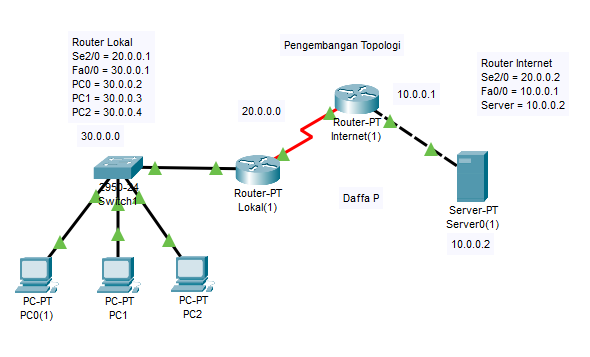 Router Lokal
Se2/0 = 20.0.0.1
Fa0/0 = 30.0.0.1
PC0 = 30.0.0.2
PC1 = 30.0.0.3
PC2 = 30.0.0.4
30.0.0.0
Pengembangan Topologi
Router Internet
Se2/0 = 20.0.0.2
Fa0/0 = 10.0.0.1
Server = 10.0.0.2
20.0.0.0
10.0.0.1
Router-PT
Internet(1)
2950-24
Switch1
Router-PT
Lokal(1)
Daffa P
Server-PT
Server0(1)
10.0.0.2
PC-PT
PC0(1)
PC-PT
PC1
PC-PT
PC2